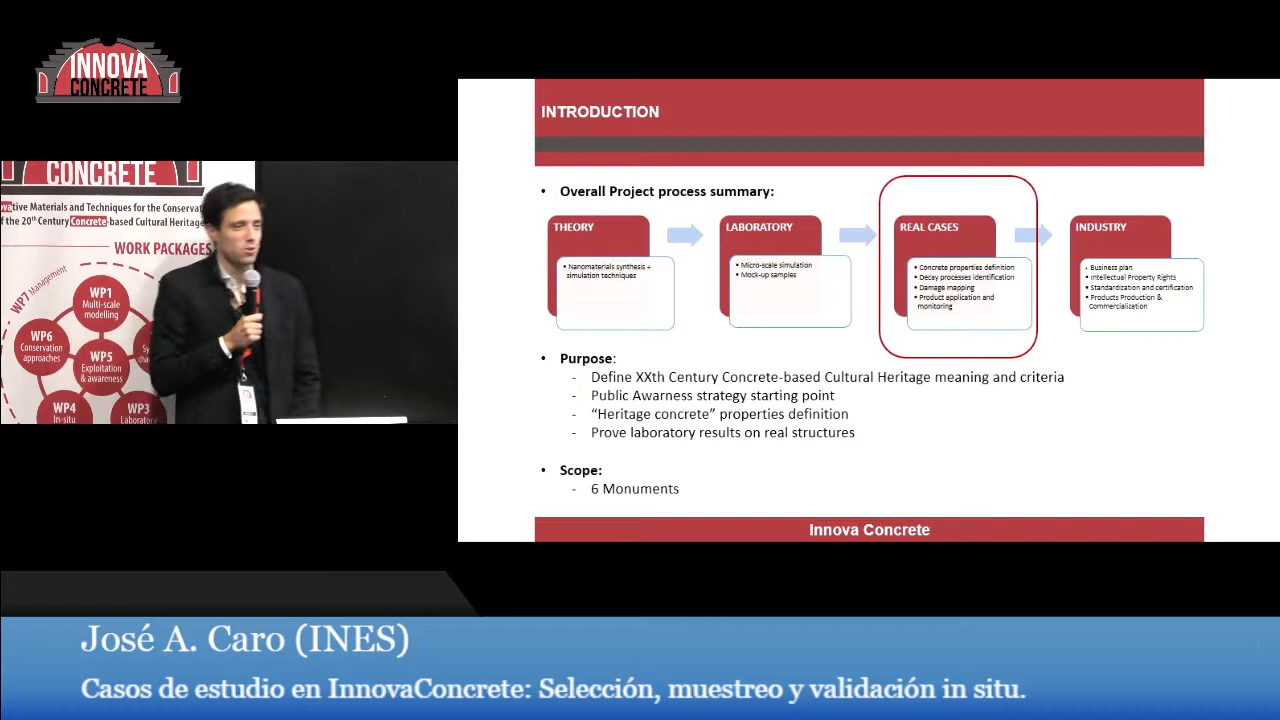 INNOVA
CONCRETE
CONCRETE
tive Materials and Techniques for the Conservat
f the 20th Century Concrete-based Cultural Heritage
WORK PACKAGES
WP7 Management
WP1
Multi-scale
modelling
WP6
Conservation
approaches
WP5
Exploitation
& awareness
WP4
In-situ
WP3
Laboratory
INTRODUCTION
• Overall Project process summary:
THEORY
• Nanomaterials synthesis +
simulation techniques
LABORATORY
• Micro-scale simulation
• Mock-up samples
REAL CASES
• Concrete properties definition
• Decay processes identification
• Damage mapping
• Product application and
monitoring
INDUSTRY
• Business plan
• Intellectual Property Rights
• Standardization and certification
• Products Production &
Commercialization
• Purpose:
- Define XXth Century Concrete-based Cultural Heritage meaning and criteria
- Public Awarness strategy starting point
- “Heritage concrete” properties definition
- Prove laboratory results on real structures
• Scope:
- 6 Monuments
Innova Concrete
José A. Caro (INES)
Casos de estudio en InnovaConcrete: Selección, muestreo y validación in situ.